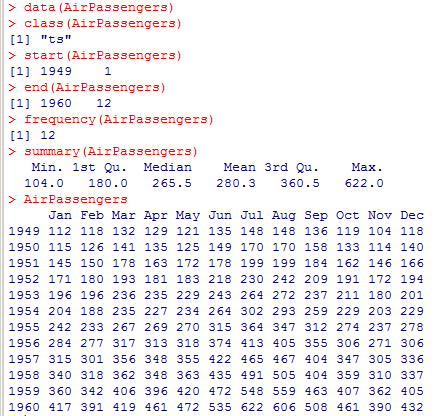 > data(AirPassengers)
> class(AirPassengers)
[1] "ts"
> start(AirPassengers)
[1] 1949    1
> end(AirPassengers)
[1] 1960   12
> frequency(AirPassengers)
[1] 12
> summary(AirPassengers)
   Min. 1st Qu.  Median    Mean 3rd Qu.    Max.
  104.0   180.0   265.5   280.3   360.5   622.0
> AirPassengers
     Jan Feb Mar Apr May Jun Jul Aug Sep Oct Nov Dec
1949 112 118 132 129 121 135 148 148 136 119 104 118
1950 115 126 141 135 125 149 170 170 158 133 114 140
1951 145 150 178 163 172 178 199 199 184 162 146 166
1952 171 180 193 181 183 218 230 242 209 191 172 194
1953 196 196 236 235 229 243 264 272 237 211 180 201
1954 204 188 235 227 234 264 302 293 259 229 203 229
1955 242 233 267 269 270 315 364 347 312 274 237 278
1956 284 277 317 313 318 374 413 405 355 306 271 306
1957 315 301 356 348 355 422 465 467 404 347 305 336
1958 340 318 362 348 363 435 491 505 404 359 310 337
1959 360 342 406 396 420 472 548 559 463 407 362 405
1960 417 391 419 461 472 535 622 606 508 461 390 432